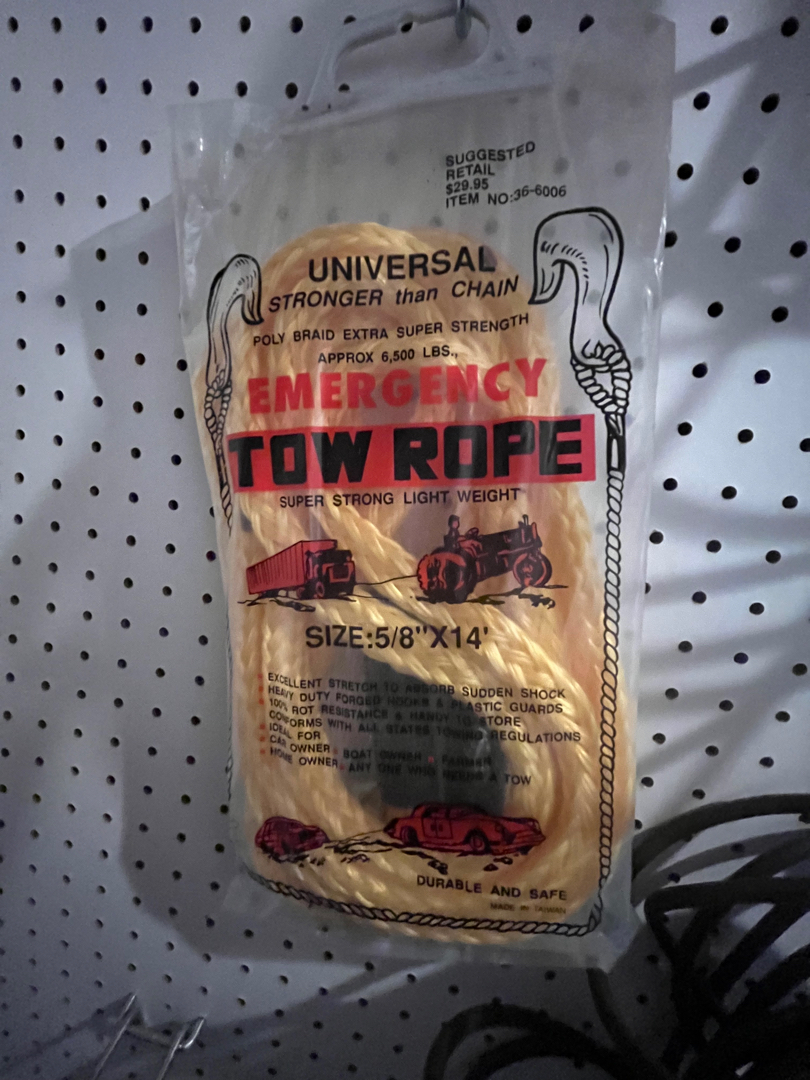 SUGGESTED
RETAIL
$29.95
ITEM NO:36-6006
UNIVERSAL
STRONGER than CHAIN
POLY BRAID EXTRA SUPER STRENGTH
APPROX 6,500 LBS.,
EMERGENCY
TOW ROPE
SUPER STRONG LIGHT WEIGHT
SIZE:5/8"X14'
EXCELLENT STRETCH TO ABSORB SUDDEN SHOCK
HEAVY DUTY FORGED HOOKS & PLASTIC GUARDS
100% ROT RESISTANCE & HANDY TO STORE
CONFORMS WITH ALL STATES TOWING REGULATIONS
IDEAL FOR
CAR OWNER BOAT OWNER FARMER
HOME OWNER ANY ONE WHO NEEDS A TOW
DURABLE AND SAFE
MADE IN TAIWAN